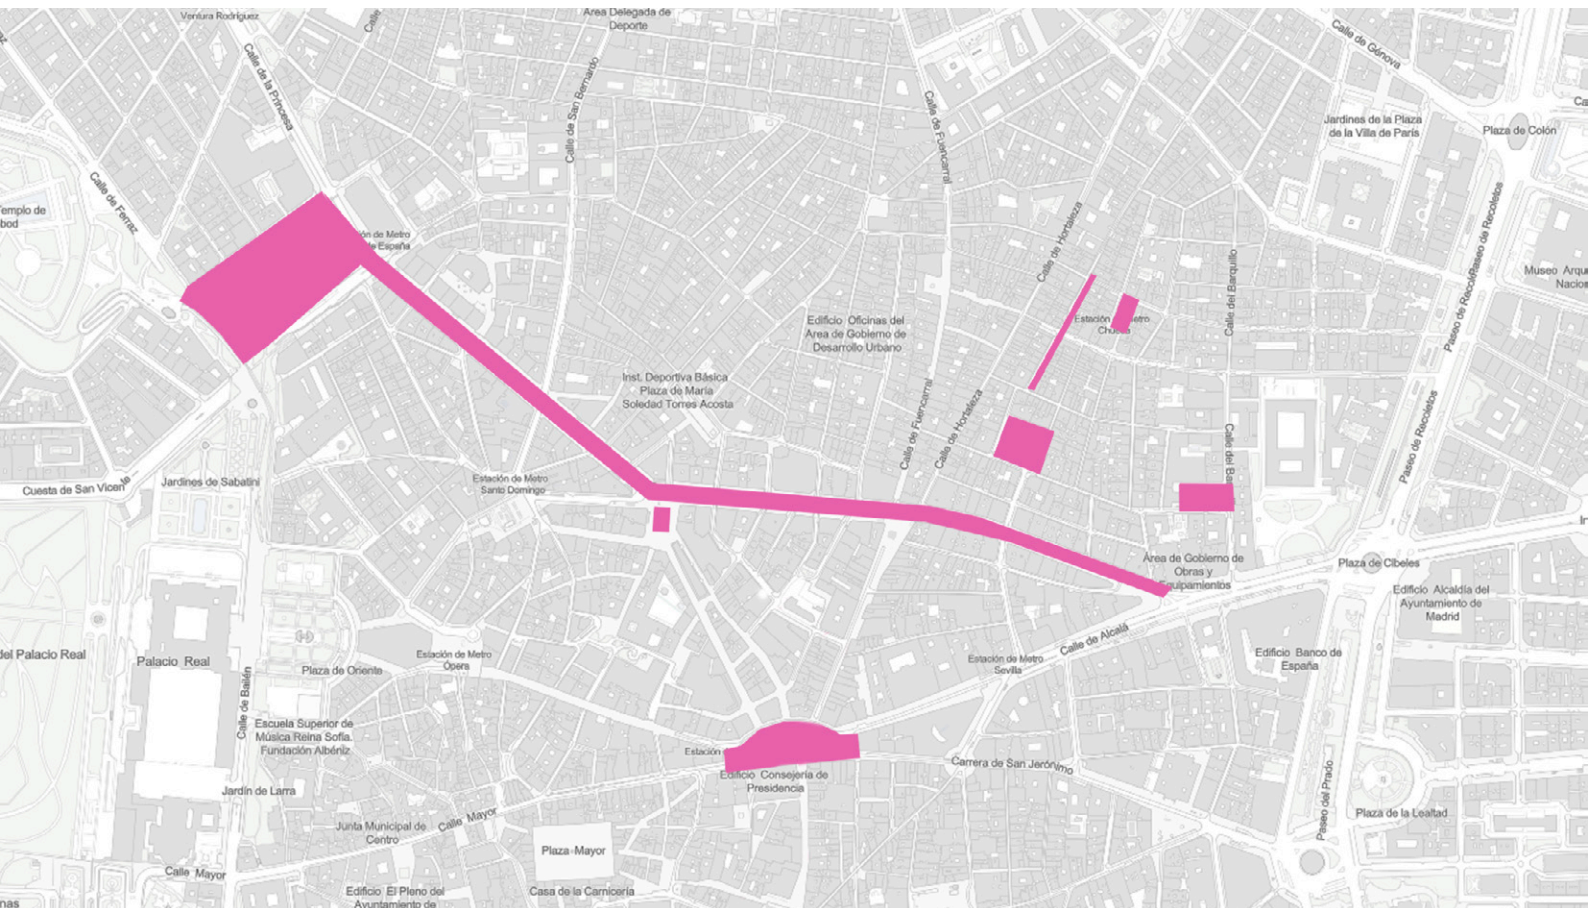 Ventura Rodríguez
Calle
Área Delegada de
Deporte
Calle de Génova
Calle de la Princesa
Calle de San Bernardo
Calle de Fuencarral
Jardines de la Plaza
de la Villa de París
Plaza de Colón
Calle de Ferraz
Templo de
bod
ón de Metro
de España
Calle de Hortaleza
Paseo de Recoletos
Calle del Barquillo
Museo Arqu
Nacion
Paseo de Recol
Edificio Oficinas del
Área de Gobierno de
Desarrollo Urbano
Estación
etro
Chueca
Inst. Deportiva Básica
Plaza de María
Soledad Torres Acosta
Calle de Fuencarral
Calle de Hortaleza
Paseo de Recoletos
Calle del Ba
Cuesta de San Vicente
Jardines de Sabatini
Estación de Metro
Santo Domingo
Área de Gobierno de
Obras y
Equipamientos
Plaza de Cibeles
Edificio Alcaldía del
Ayuntamiento de
Madrid
Calle de Alcalá
del Palacio Real
Palacio Real
Plaza de Oriente
Estación de Metro
Ópera
Estación de Metro
Sevilla
Edificio Banco de
España
Calle de Bailén
Escuela Superior de
Música Reina Sofía.
Fundación Albéniz
Estación
Edificio Consejería de
Presidencia
Carrera de San Jerónimo
Jardín de Larra
Paseo del Prado
Plaza de la Lealtad
Junta Municipal de
Centro
Calle Mayor
Plaza Mayor
Calle Mayor
Edificio El Pleno del
Ayuntamiento de
Casa de la Carnicería
nas